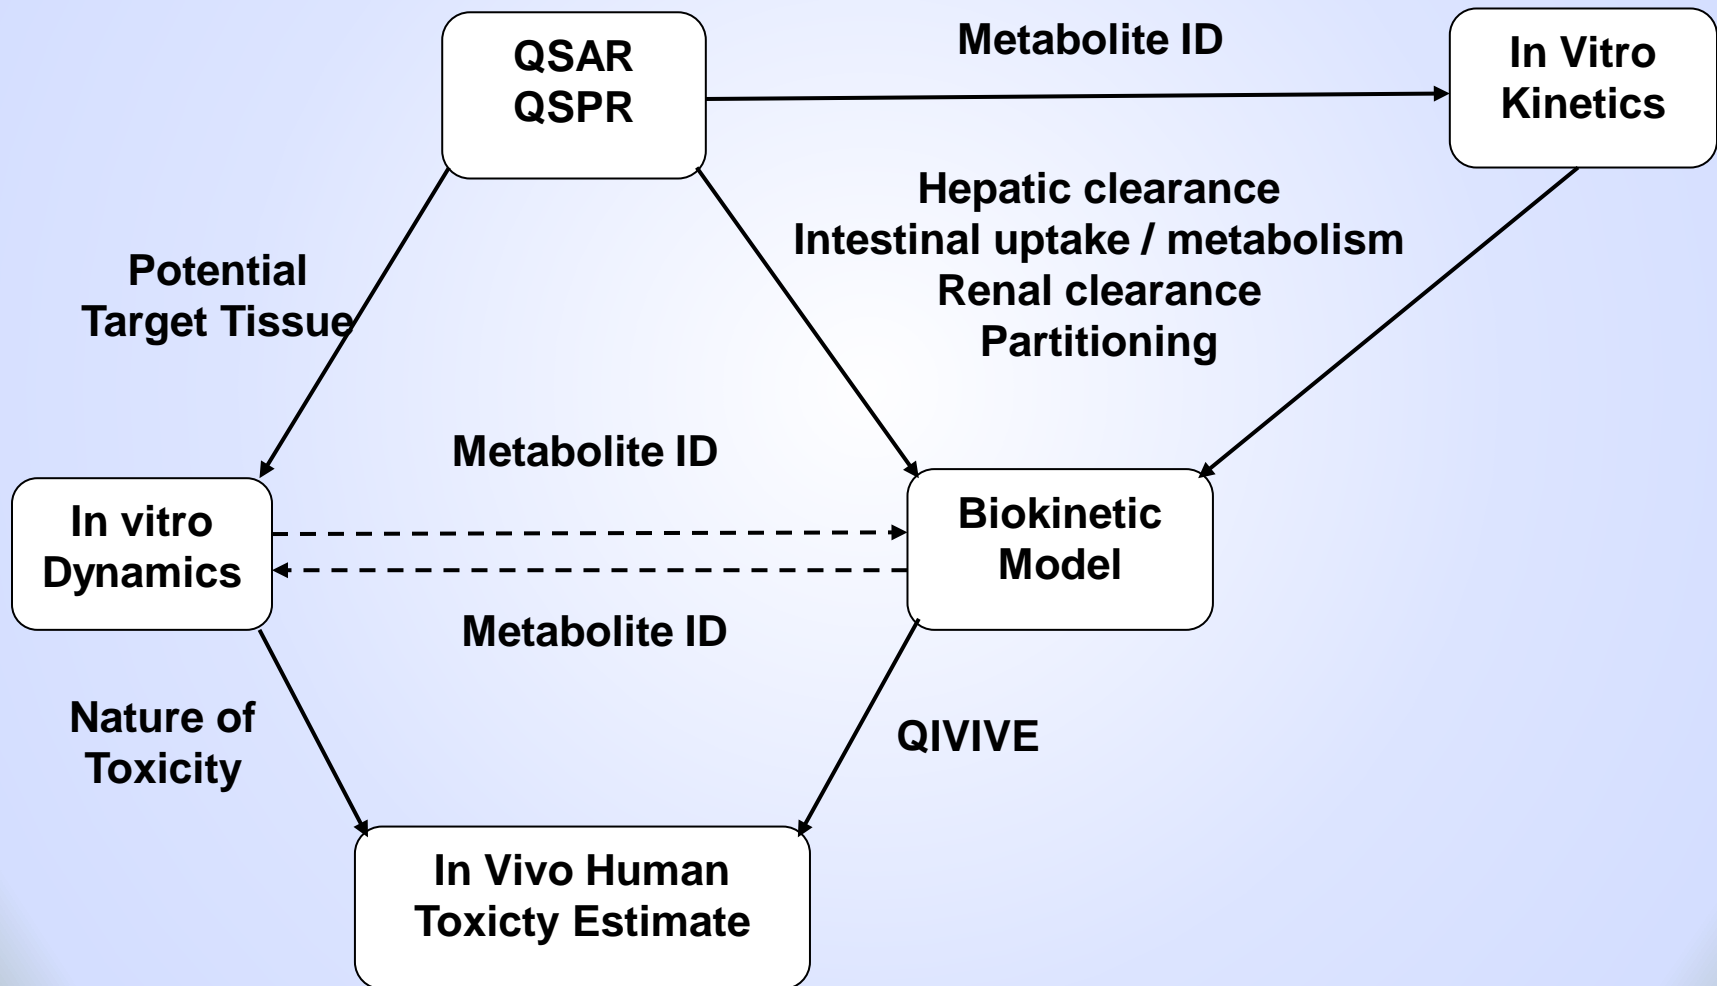 QSAR
QSPR
Metabolite ID
In Vitro
Kinetics
Hepatic clearance
Intestinal uptake / metabolism
Renal clearance
Partitioning
Potential
Target Tissue
Metabolite ID
In vitro
Dynamics
Biokinetic
Model
Metabolite ID
Nature of
Toxicity
QIVIVE
In Vivo Human
Toxicty Estimate